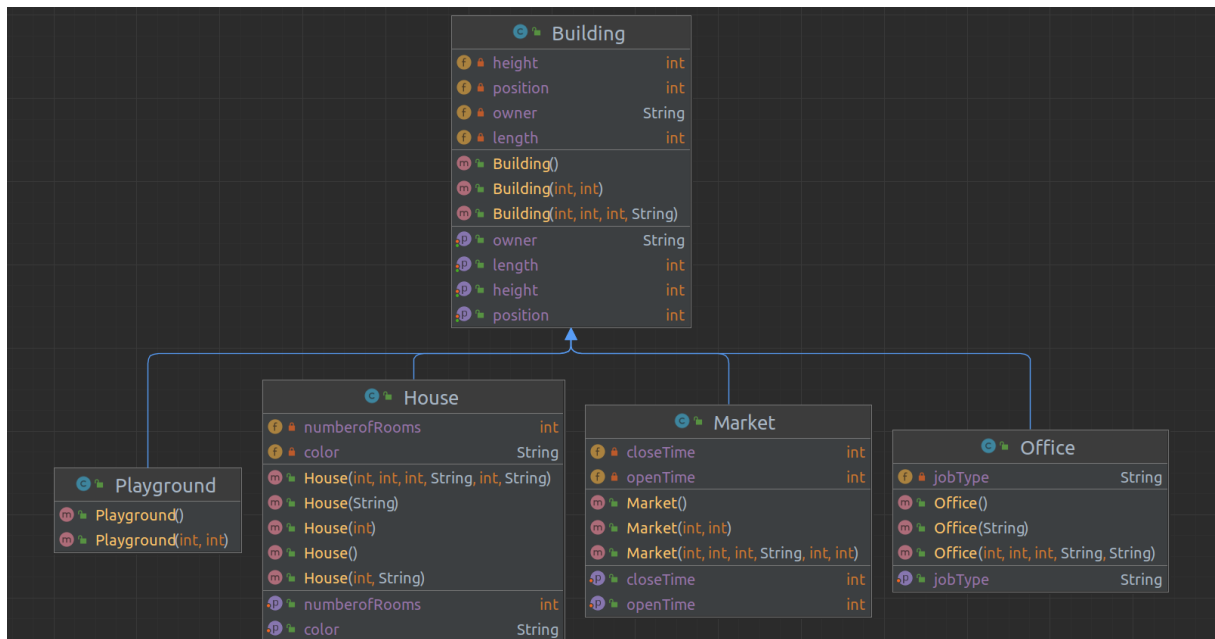 Building
height int
position int
owner String
length int
Building()
Building(int, int)
Building(int, int, int, String)
owner String
length int
height int
position int
Playground
Playground()
Playground(int, int)
House
numberofRooms int
color String
House(int, int, int, String, int, String)
House(String)
House(int)
House()
House(int, String)
numberofRooms int
color String
Market
closeTime int
openTime int
Market()
Market(int, int)
Market(int, int, int, String, int, int)
closeTime int
openTime int
Office
jobType String
Office()
Office(String)
Office(int, int, int, String, String)
jobType String